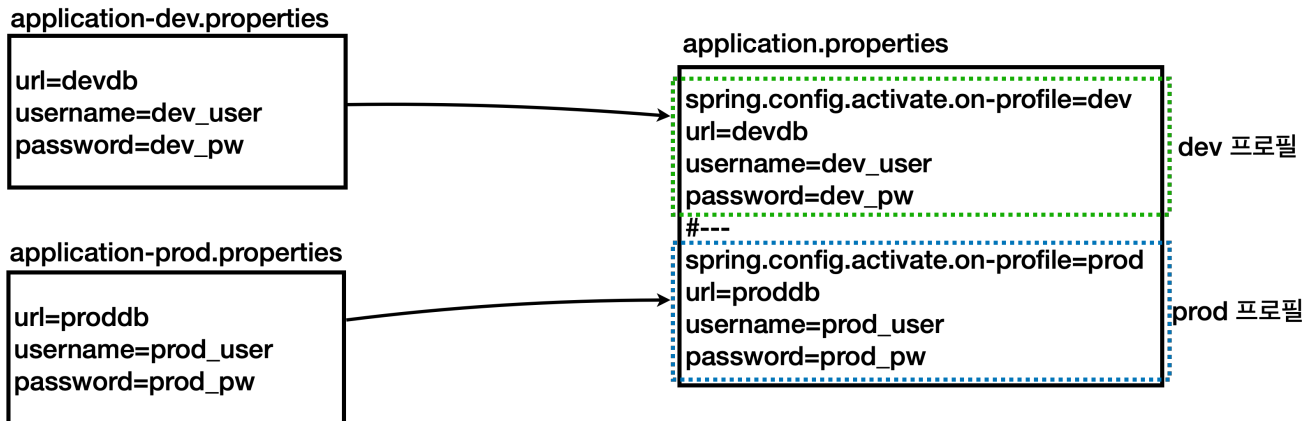 application-dev.properties
url=devdb
username=dev_user
password=dev_pw
application-prod.properties
url=proddb
username=prod_user
password=prod_pw
application.properties
spring.config.activate.on-profile=dev
url=devdb
username=dev_user
password=dev_pw
#---
spring.config.activate.on-profile=prod
url=proddb
username=prod_user
password=prod_pw
dev 프로필
prod 프로필